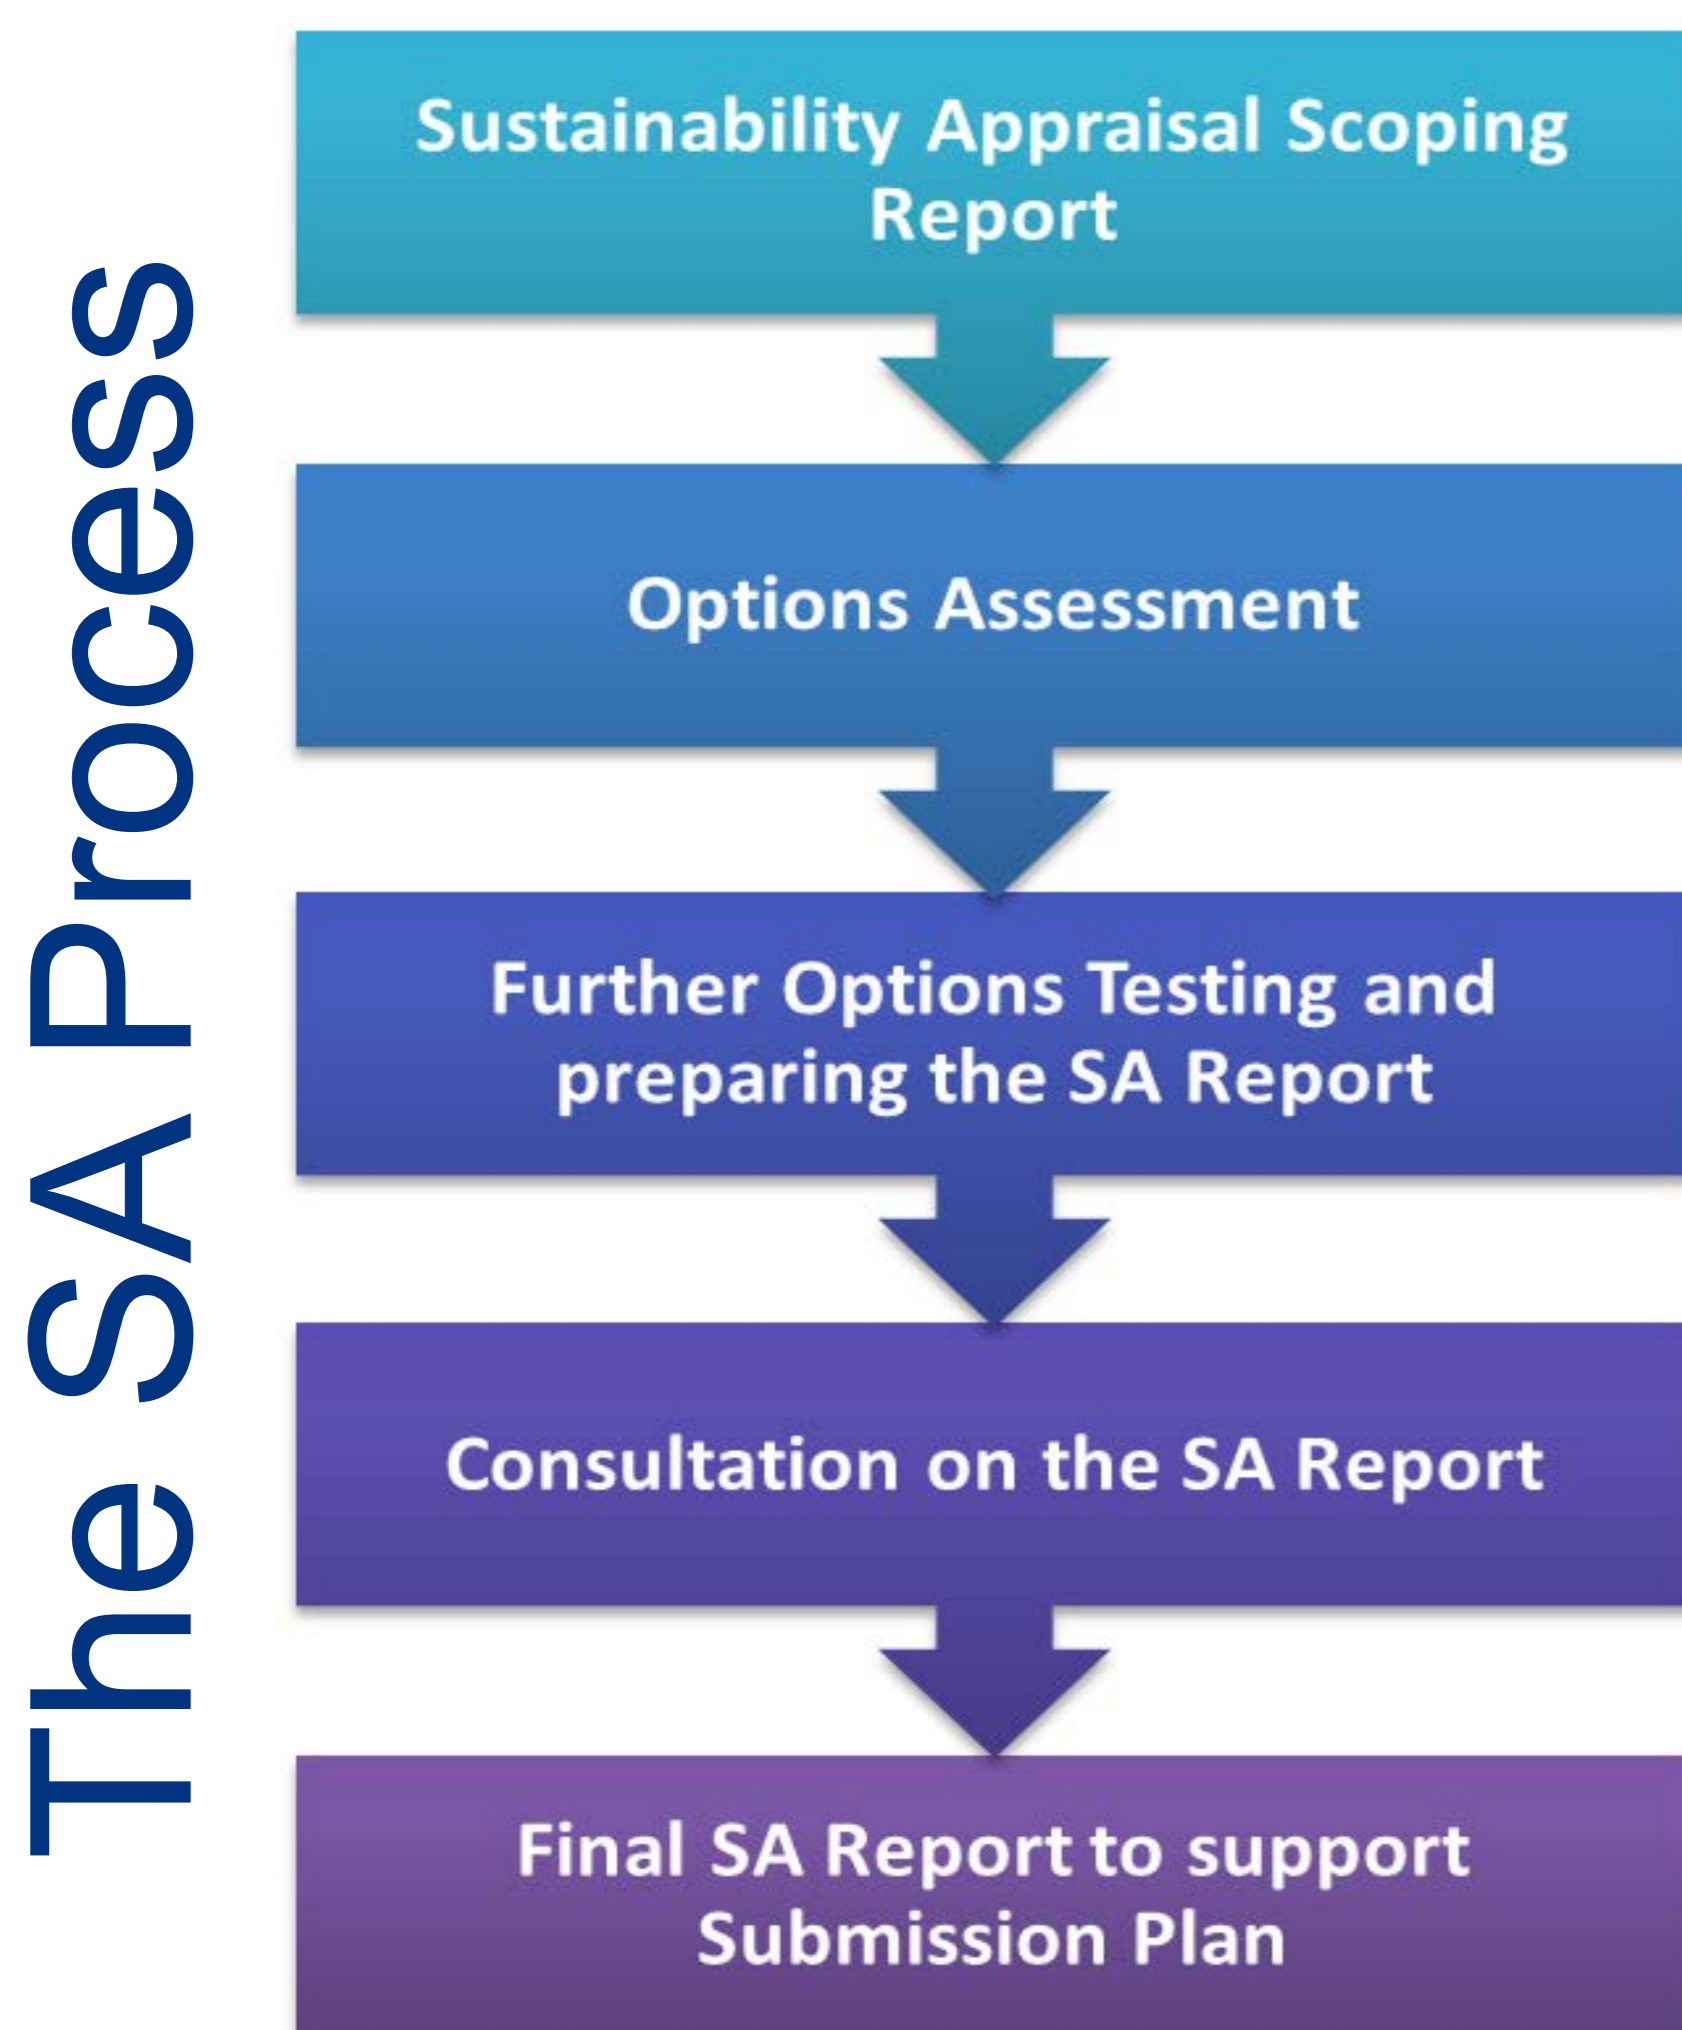 The SA Process
Sustainability Appraisal Scoping
Report
Options Assessment
Further Options Testing and
preparing the SA Report
Consultation on the SA Report
Final SA Report to support
Submission Plan